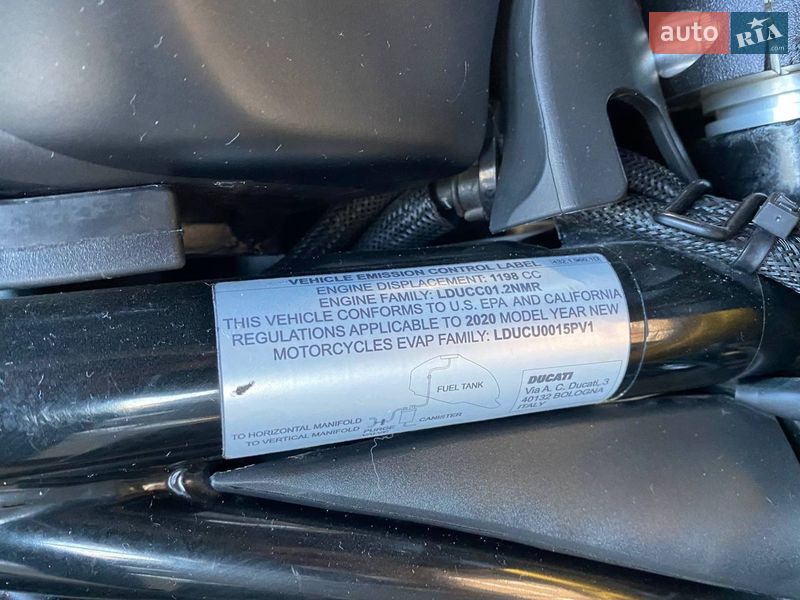 auto RIA
.com
VEHICLE EMISSION CONTROL LABEL
ENGINE DISPLACEMENT: 1198 CC
ENGINE FAMILY: LDUCC01.2NMR
THIS VEHICLE CONFORMS TO U.S. EPA AND CALIFORNIA
REGULATIONS APPLICABLE TO 2020 MODEL YEAR NEW
MOTORCYCLES EVAP FAMILY: LDUCU0015PV1
FUEL TANK
DUCATI
Via A. C. Ducati, 3
40132 BOLOGNA
ITALY
TO HORIZONTAL MANIFOLD
TO VERTICAL MANIFOLD
PURGE
CANISTER